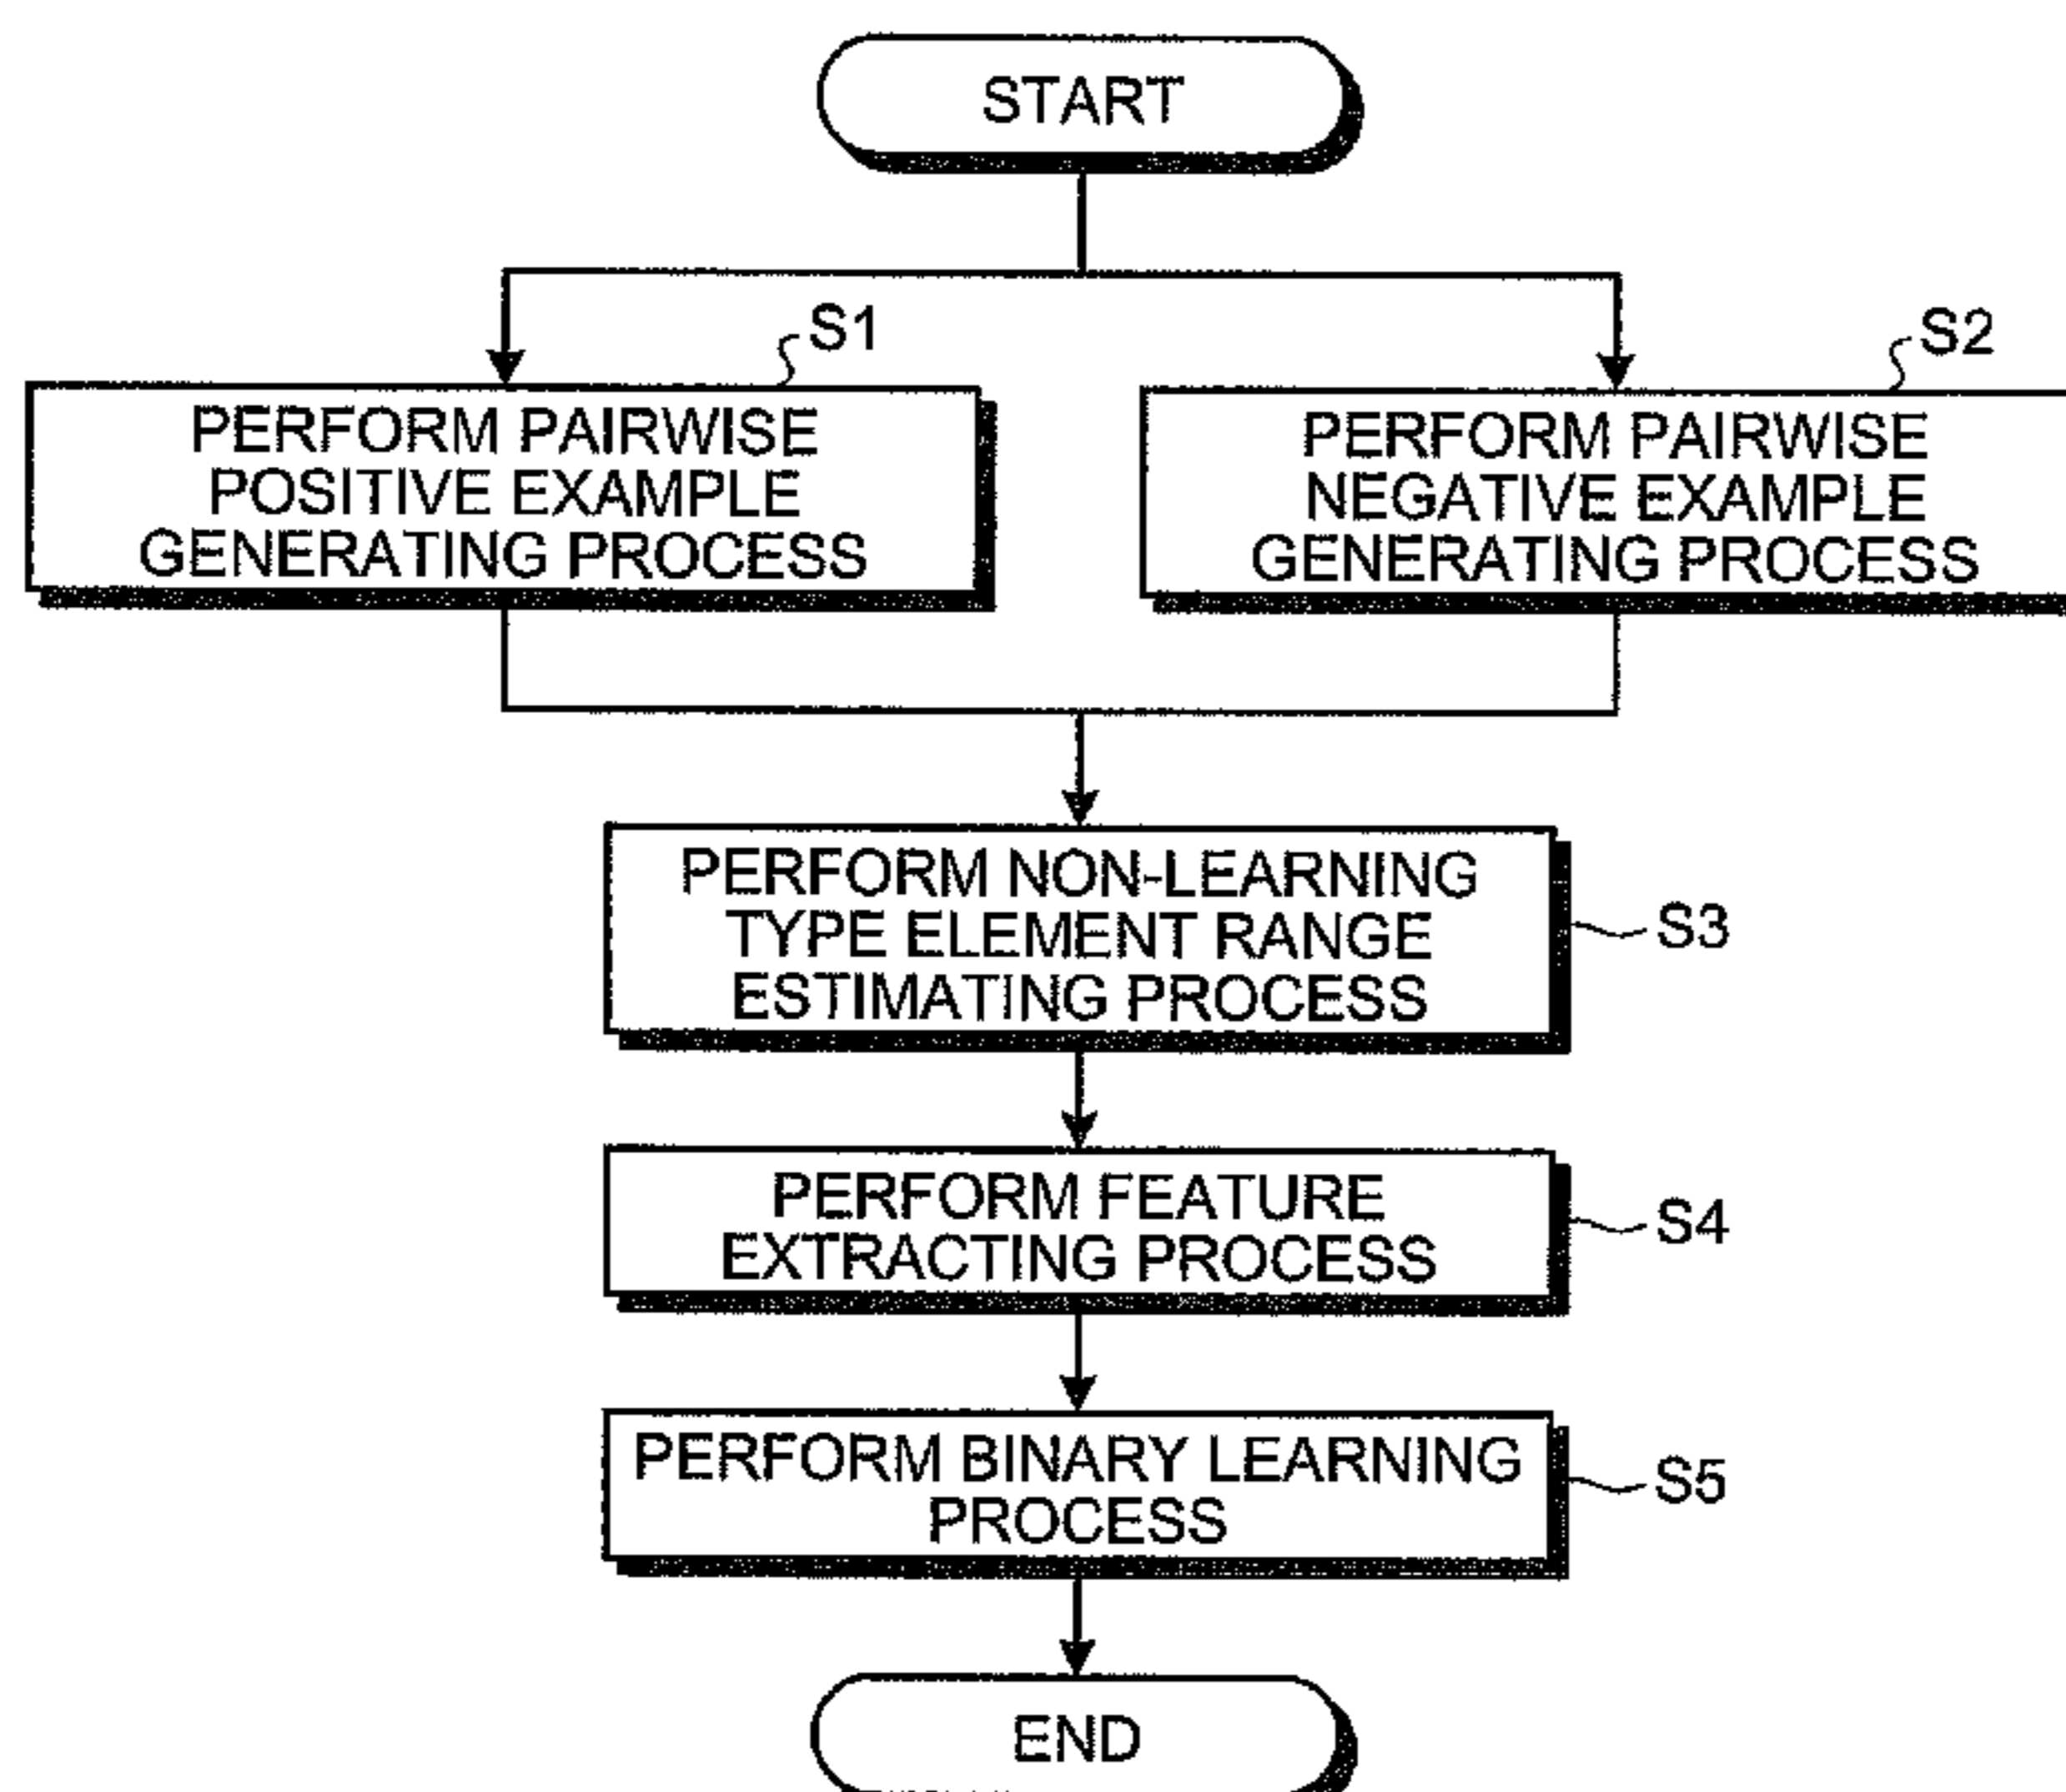 START
S1
PERFORM PAIRWISE
POSITIVE EXAMPLE
GENERATING PROCESS
S2
PERFORM PAIRWISE
NEGATIVE EXAMPLE
GENERATING PROCESS
PERFORM NON-LEARNING
TYPE ELEMENT RANGE
ESTIMATING PROCESS
S3
PERFORM FEATURE
EXTRACTING PROCESS
S4
PERFORM BINARY LEARNING
PROCESS
S5
END